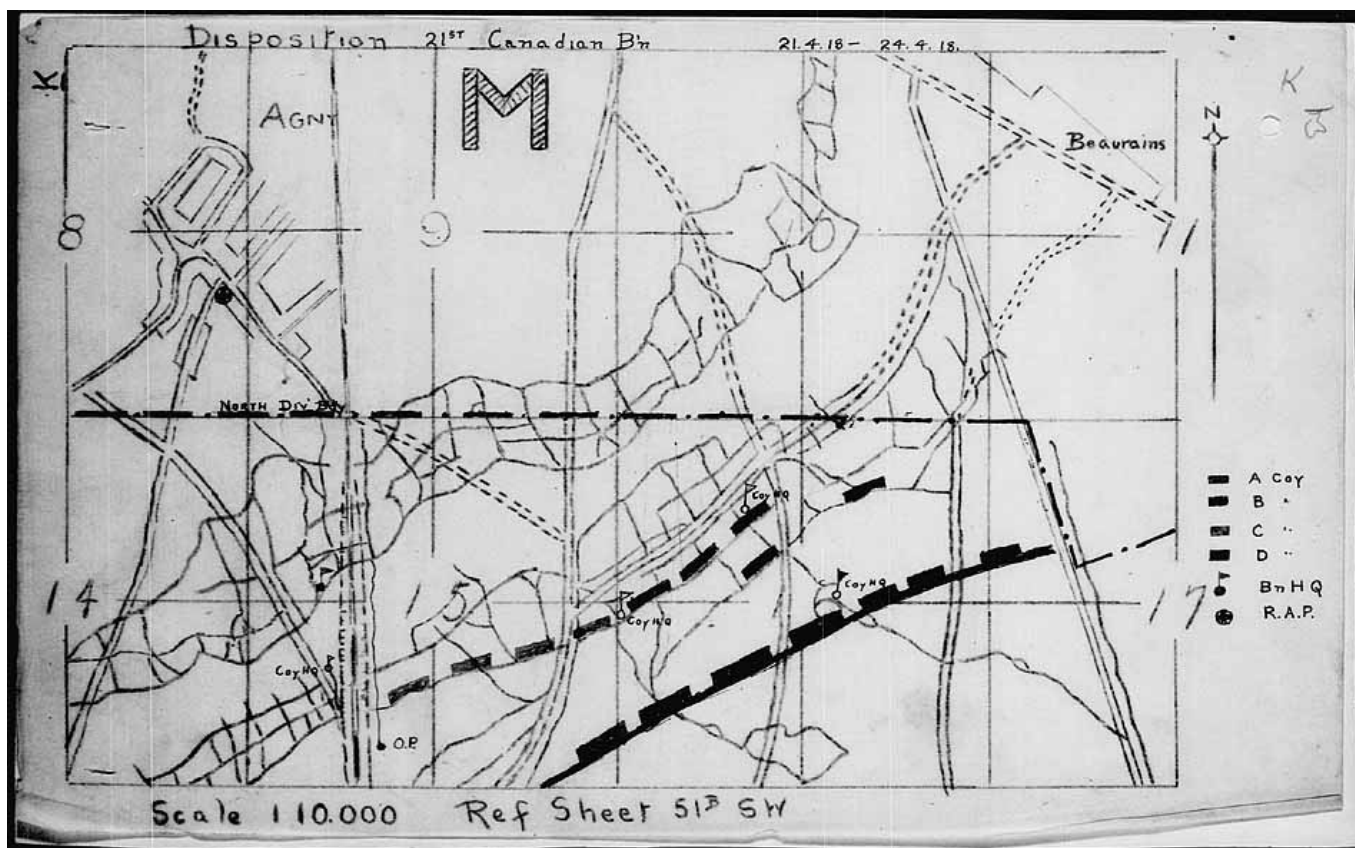 Disposition 21ST Canadian B'n 21.4.18 – 24.4.18.
K
M
K
AGNY
N
Beaurains
8
9
11
NORTH DIV' BDY
Coy HQ
A Coy
B "
C "
D "
Bn HQ
R.A.P.
14
Coy HQ
17
Coy HQ
Coy HQ
O.P.
Scale 1 10.000 Ref Sheet 51B SW